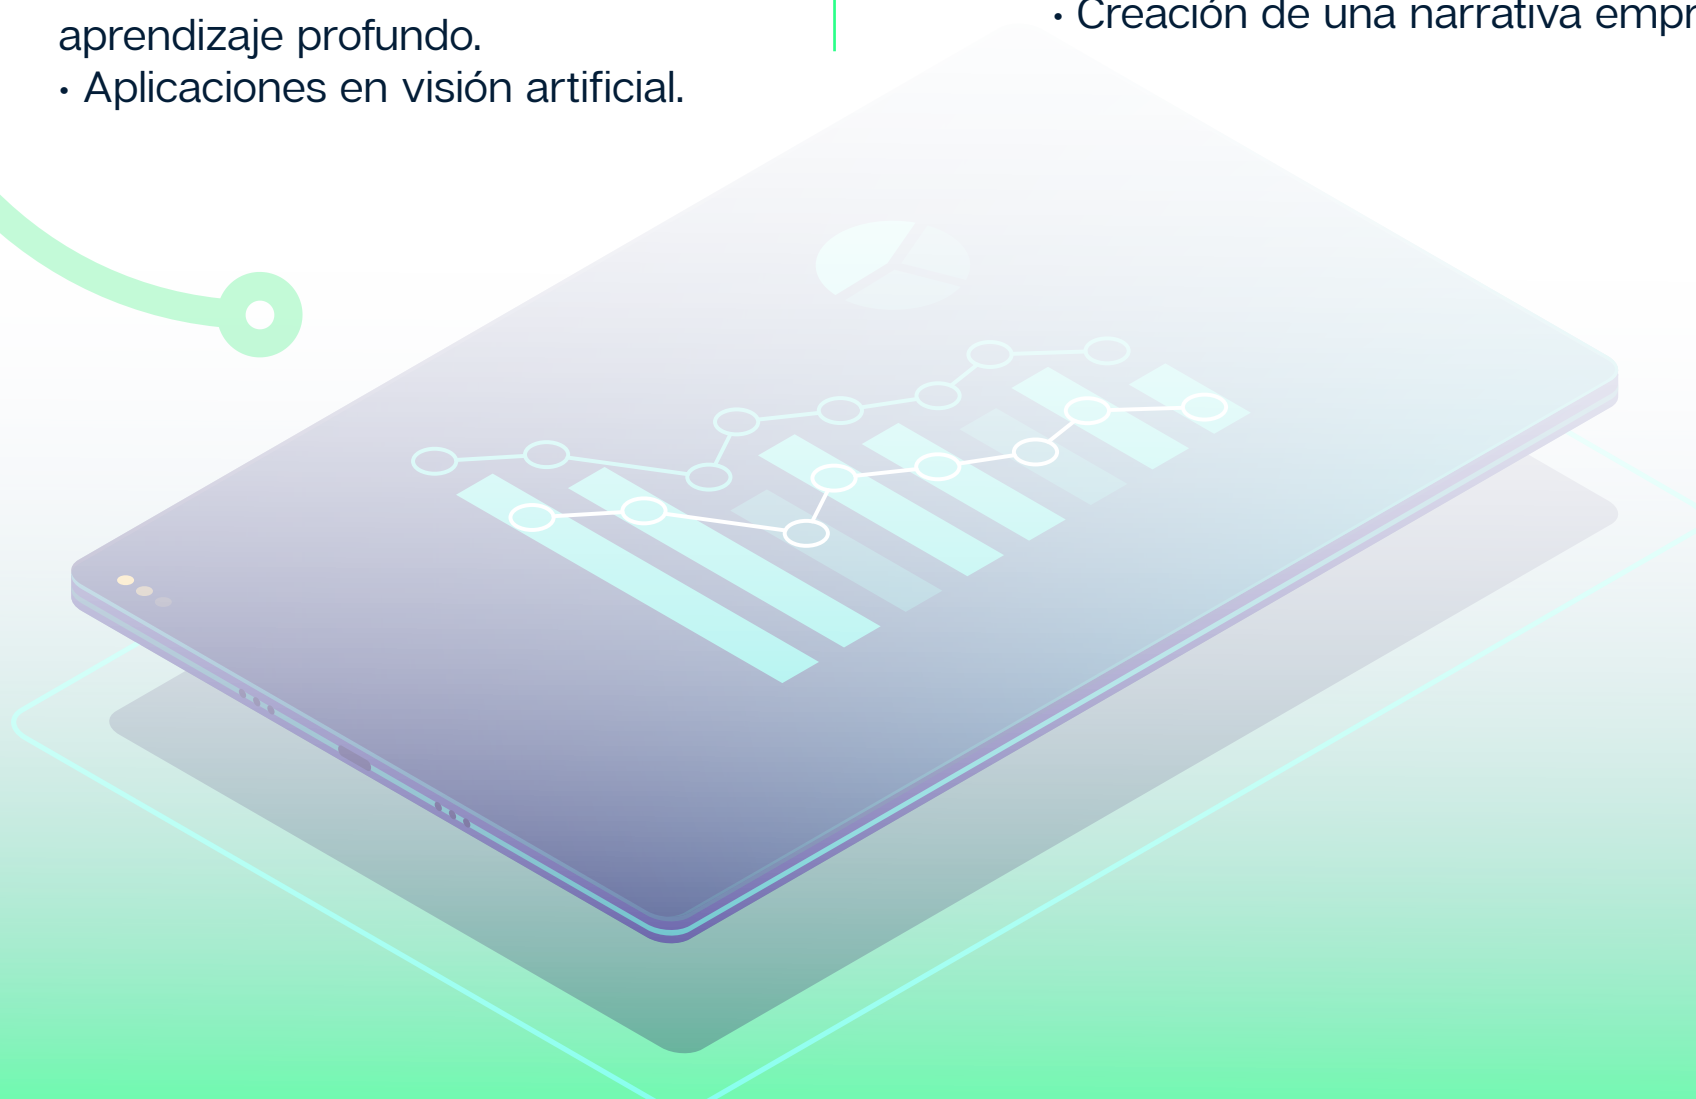 aprendizaje profundo.
• Aplicaciones en visión artificial.
• Creación de una narrativa